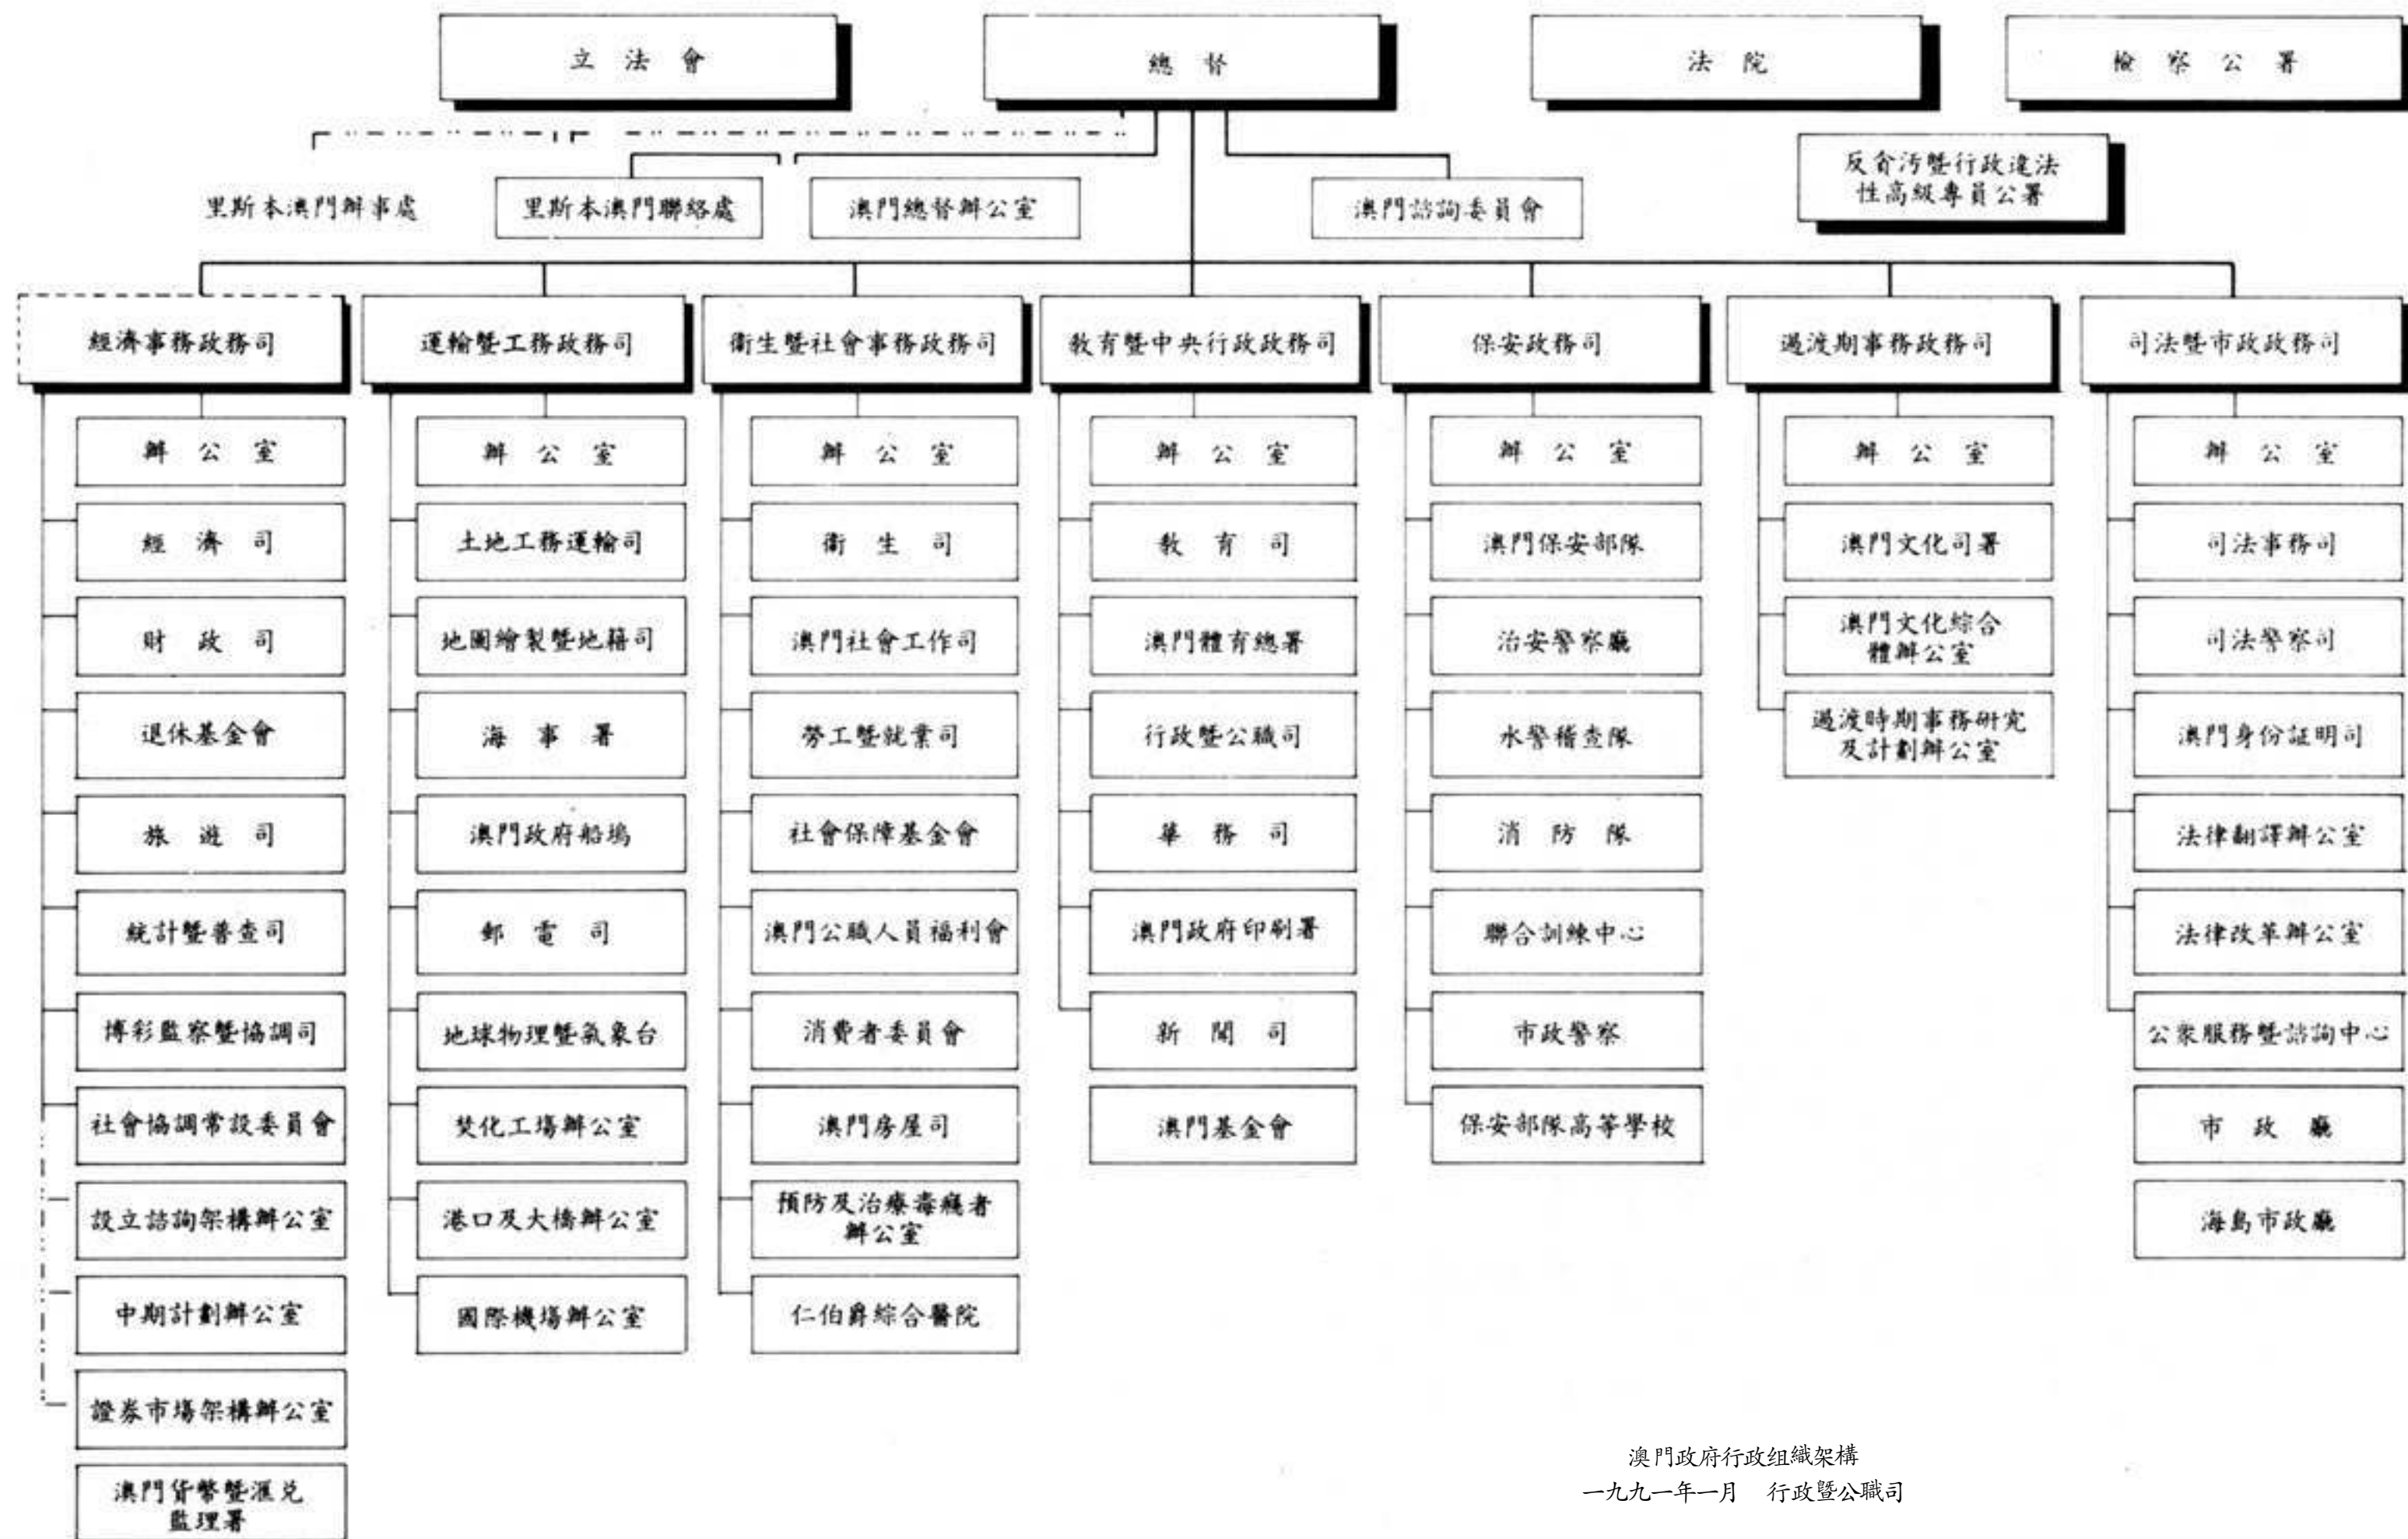 立法會
總督
法院
檢察公署
反貪污暨行政違法
性高級專員公署
里斯本澳門辦事處
里斯本澳門聯絡處
澳門總督辦公室
澳門諮詢委員會
經濟事務政務司
運輸暨工務政務司
衛生暨社會事務政務司
教育暨中央行政政務司
保安政務司
過渡期事務政務司
司法暨市政政務司
辦公室
經濟司
財政司
退休基金會
旅遊司
統計暨普查司
博彩監察暨協調司
社會協調常設委員會
設立諮詢架構辦公室
中期計劃辦公室
證券市場架構辦公室
澳門貨幣暨滙兌
監理署
辦公室
土地工務運輸司
地圖繪製暨地籍司
海事署
澳門政府船塢
郵電司
地球物理暨氣象台
焚化工場辦公室
港口及大橋辦公室
國際機場辦公室
辦公室
衛生司
澳門社會工作司
勞工暨就業司
社會保障基金會
澳門公職人員福利會
消費者委員會
澳門房屋司
預防及治療毒癮者
辦公室
仁伯爵綜合醫院
辦公室
教育司
澳門體育總署
行政暨公職司
華務司
澳門政府印刷署
新聞司
澳門基金會
辦公室
澳門保安部隊
治安警察廳
水警稽查隊
消防隊
聯合訓練中心
市政警察
保安部隊高等學校
辦公室
澳門文化司署
澳門文化綜合
體辦公室
過渡時期事務研究
及計劃辦公室
辦公室
司法事務司
司法警察司
澳門身份証明司
法律翻譯辦公室
法律改革辦公室
公眾服務暨諮詢中心
市政廳
海島市政廳
澳門政府行政组織架構
一九九一年一月 行政暨公職司